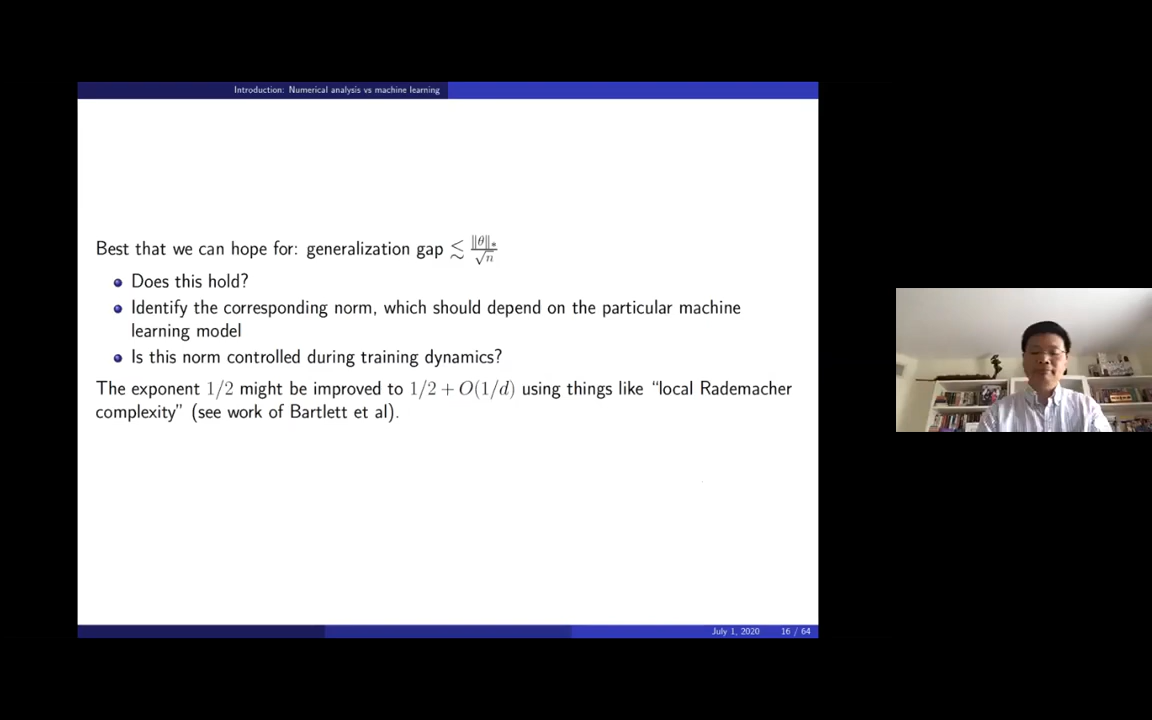 Introduction: Numerical analysis vs machine learning
Best that we can hope for: generalization gap ≲ ‖θ‖∗/√n
Does this hold?
Identify the corresponding norm, which should depend on the particular machine
learning model
Is this norm controlled during training dynamics?
The exponent 1/2 might be improved to 1/2 + O(1/d) using things like “local Rademacher
complexity” (see work of Bartlett et al).
July 1, 2020 16 / 64